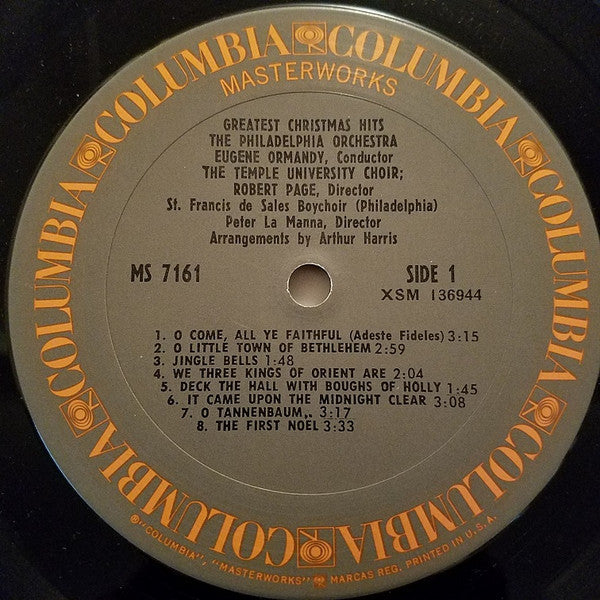 COLUMBIA COLUMBIA COLUMBIA COLUMBIA COLUMBIA COLUMBIA
MASTERWORKS
GREATEST CHRISTMAS HITS
THE PHILADELPHIA ORCHESTRA
EUGENE ORMANDY, Conductor
THE TEMPLE UNIVERSITY CHOIR;
ROBERT PAGE, Director
St. Francis de Sales Boychoir (Philadelphia)
Peter La Manna, Director
Arrangements by Arthur Harris
MS 7161
SIDE 1
XSM 136944
1. O COME, ALL YE FAITHFUL (Adeste Fideles) 3:15
2. O LITTLE TOWN OF BETHLEHEM 2:59
3. JINGLE BELLS 1:48
4. WE THREE KINGS OF ORIENT ARE 2:04
5. DECK THE HALL WITH BOUGHS OF HOLLY 1:45
6. IT CAME UPON THE MIDNIGHT CLEAR 3:08
7. O TANNENBAUM,. 3:17
8. THE FIRST NOEL 3:33
® "COLUMBIA", "MASTERWORKS" MARCAS REG. PRINTED IN U.S.A.